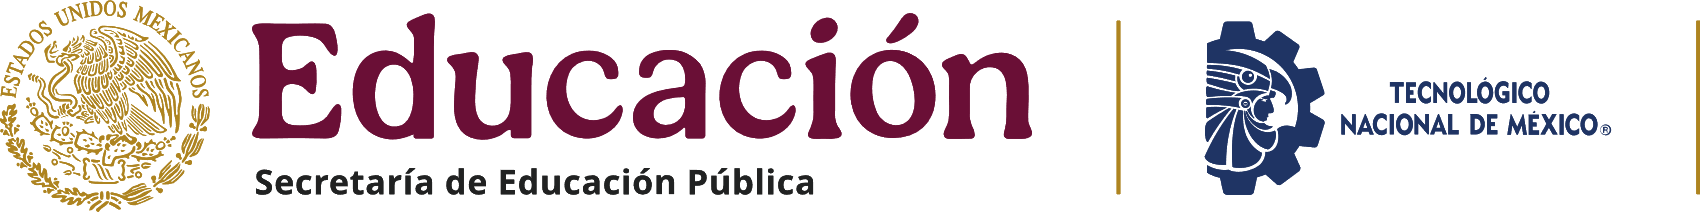 ESTADOS UNIDOS MEXICANOS
Educación
Secretaría de Educación Pública
TECNOLÓGICO
NACIONAL DE MÉXICO®